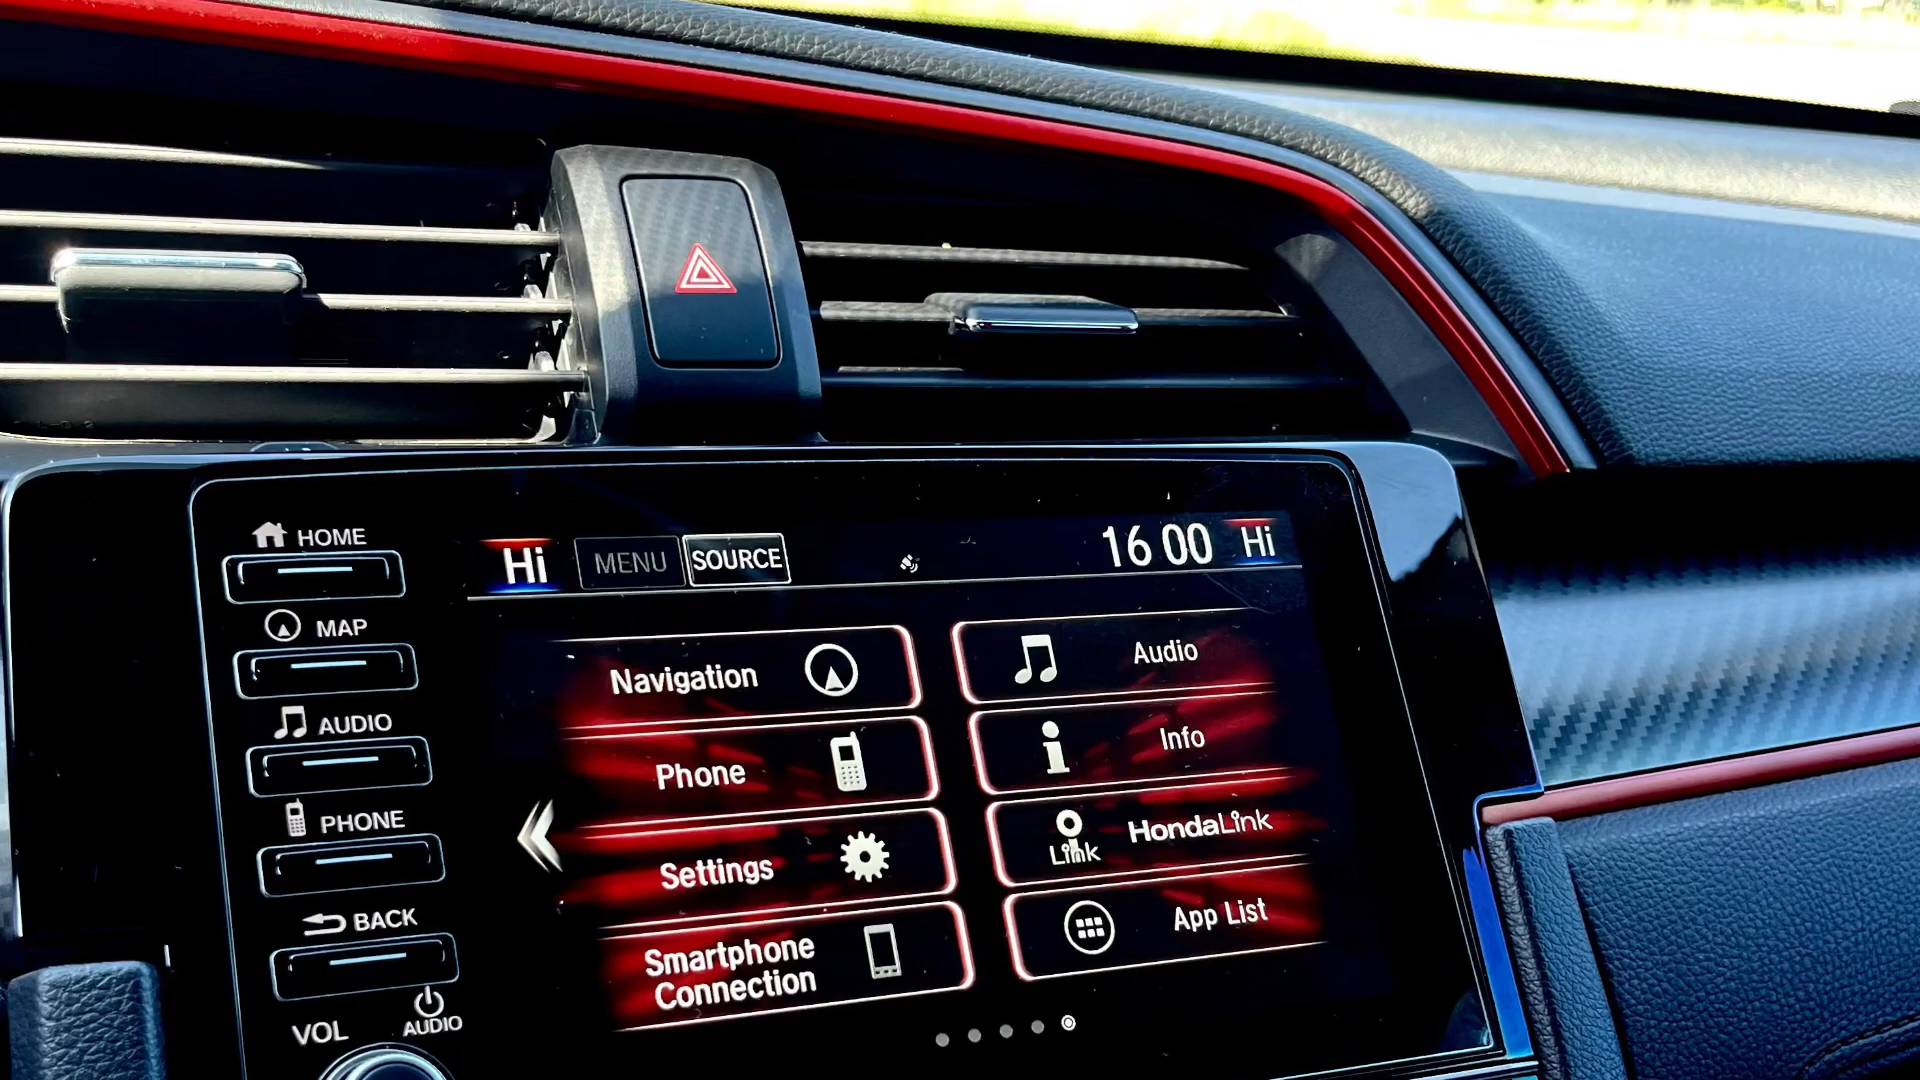 HOME
MAP
AUDIO
PHONE
BACK
VOL
AUDIO
Hi MENU SOURCE 16 00 Hi
Navigation
Phone
Settings
Smartphone
Connection
Audio
Info
Link HondaLink
App List